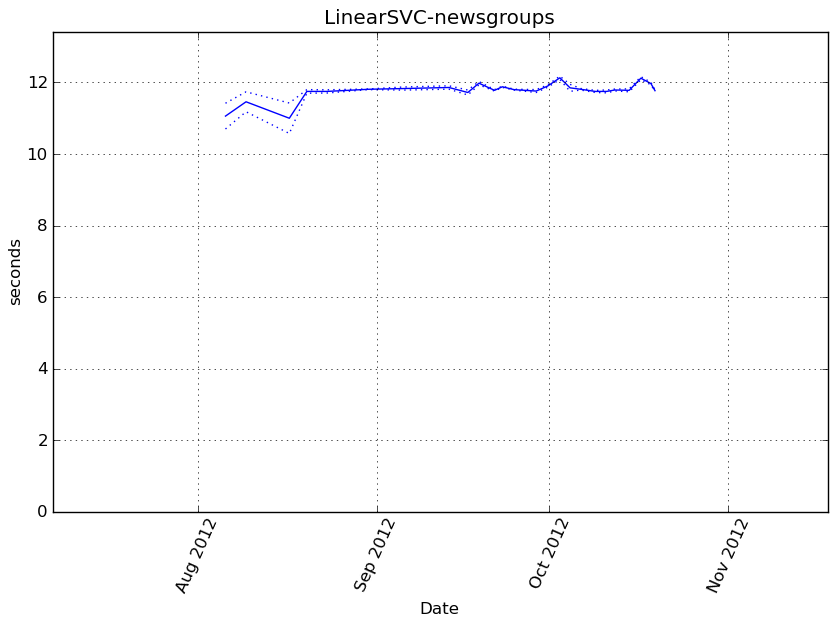 LinearSVC-newsgroups
12
10
8
6
4
2
0
seconds
Aug 2012
Sep 2012
Oct 2012
Nov 2012
Date